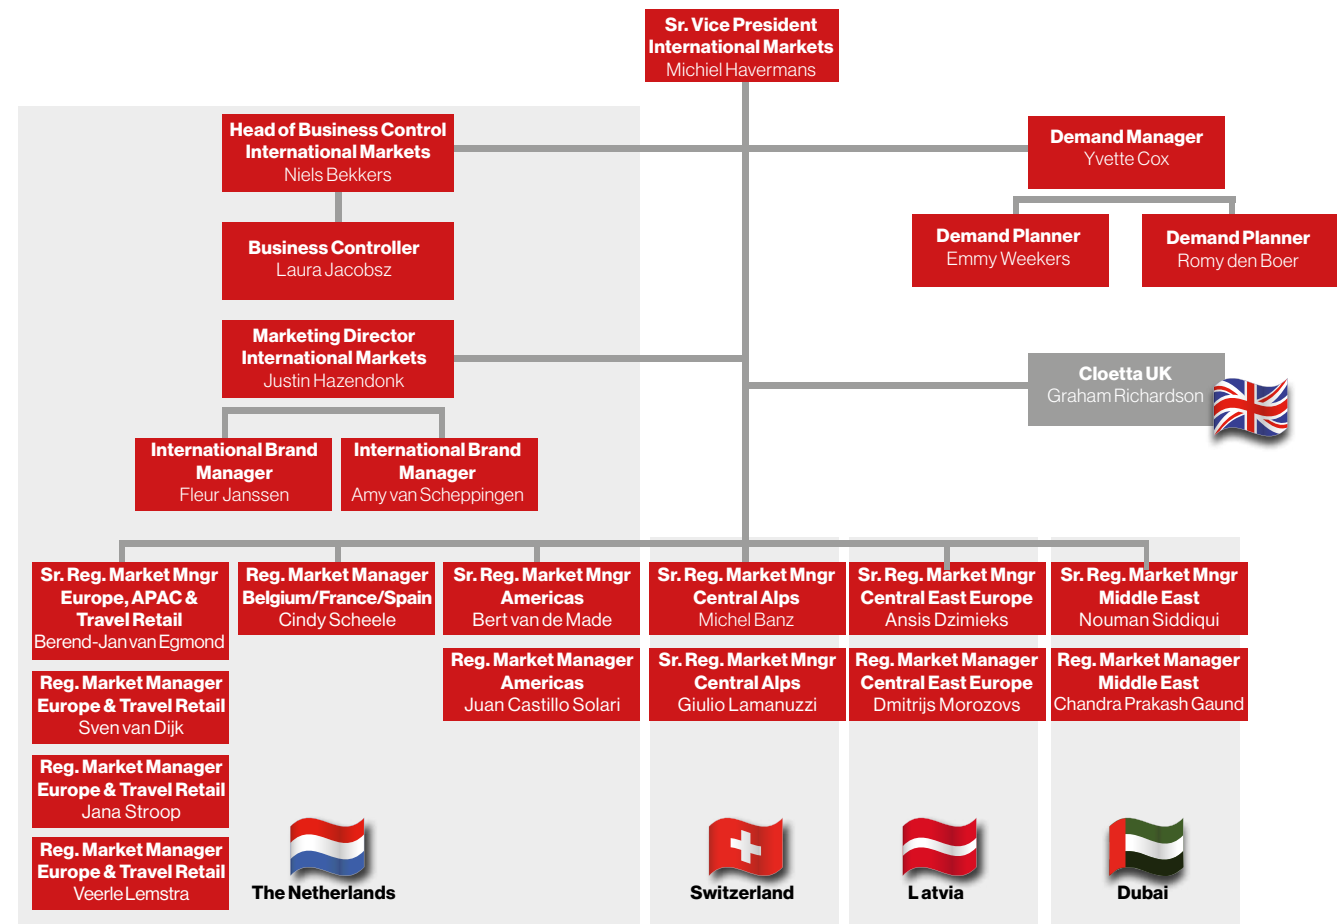 Sr. Vice President
International Markets
Michiel Havermans
Head of Business Control
International Markets
Niels Bekkers
Demand Manager
Yvette Cox
Business Controller
Laura Jacobsz
Demand Planner
Emmy Weekers
Demand Planner
Romy den Boer
Marketing Director
International Markets
Justin Hazendonk
Cloetta UK
Graham Richardson
International Brand
Manager
Fleur Janssen
International Brand
Manager
Amy van Scheppingen
Sr. Reg. Market Mngr
Europe, APAC &
Travel Retail
Berend-Jan van Egmond
Reg. Market Manager
Belgium/France/Spain
Cindy Scheele
Sr. Reg. Market Mngr
Americas
Bert van de Made
Sr. Reg. Market Mngr
Central Alps
Michel Banz
Sr. Reg. Market Mngr
Central East Europe
Ansis Dzimieks
Sr. Reg. Market Mngr
Middle East
Nouman Siddiqui
Reg. Market Manager
Europe & Travel Retail
Sven van Dijk
Reg. Market Manager
Americas
Juan Castillo Solari
Sr. Reg. Market Mngr
Central Alps
Giulio Lamanuzzi
Reg. Market Manager
Central East Europe
Dmitrijs Morozovs
Reg. Market Manager
Middle East
Chandra Prakash Gaund
Reg. Market Manager
Europe & Travel Retail
Jana Stroop
Reg. Market Manager
Europe & Travel Retail
Veerle Lemstra
The Netherlands
Switzerland
Latvia
Dubai